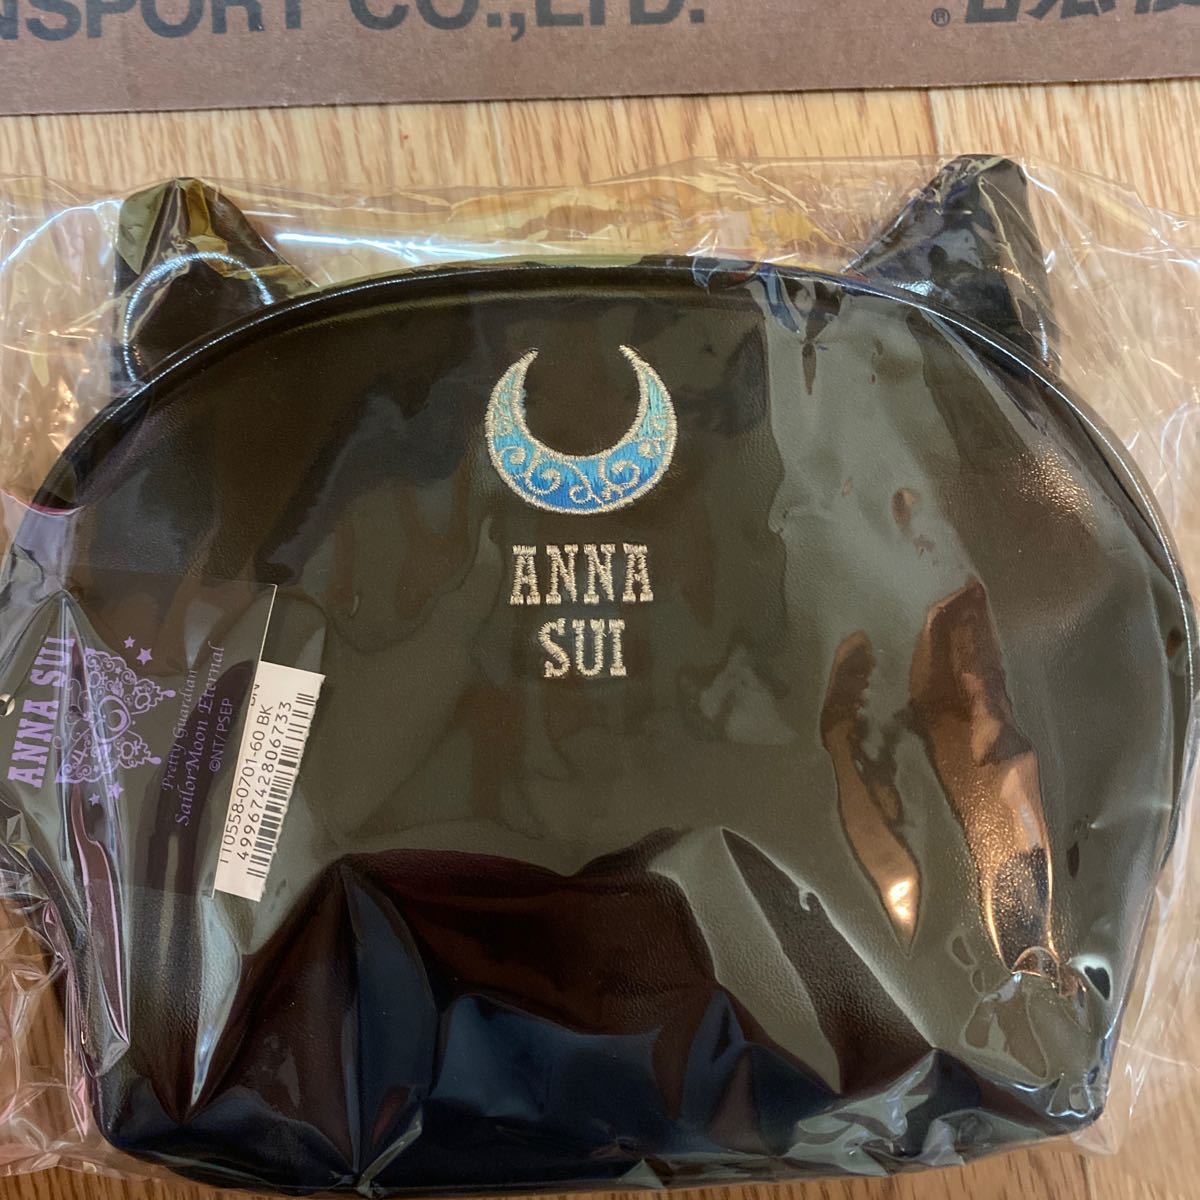 NSPORT CO.,LTD.
®
ANNA
SUI
ANNA SUI
Pretty Guardian
Sailor Moon Eternal
©NT/PSEP
110558-0701-60 BK
4996742806733